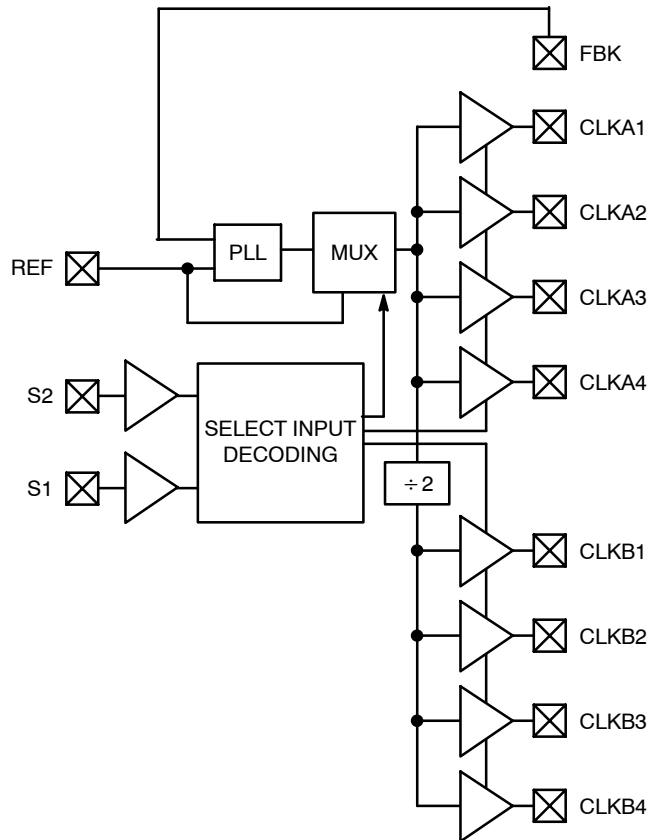 FBK
CLKA1
CLKA2
PLL
MUX
REF
CLKA3
CLKA4
S2
SELECT INPUT
DECODING
S1
÷2
CLKB1
CLKB2
CLKB3
CLKB4